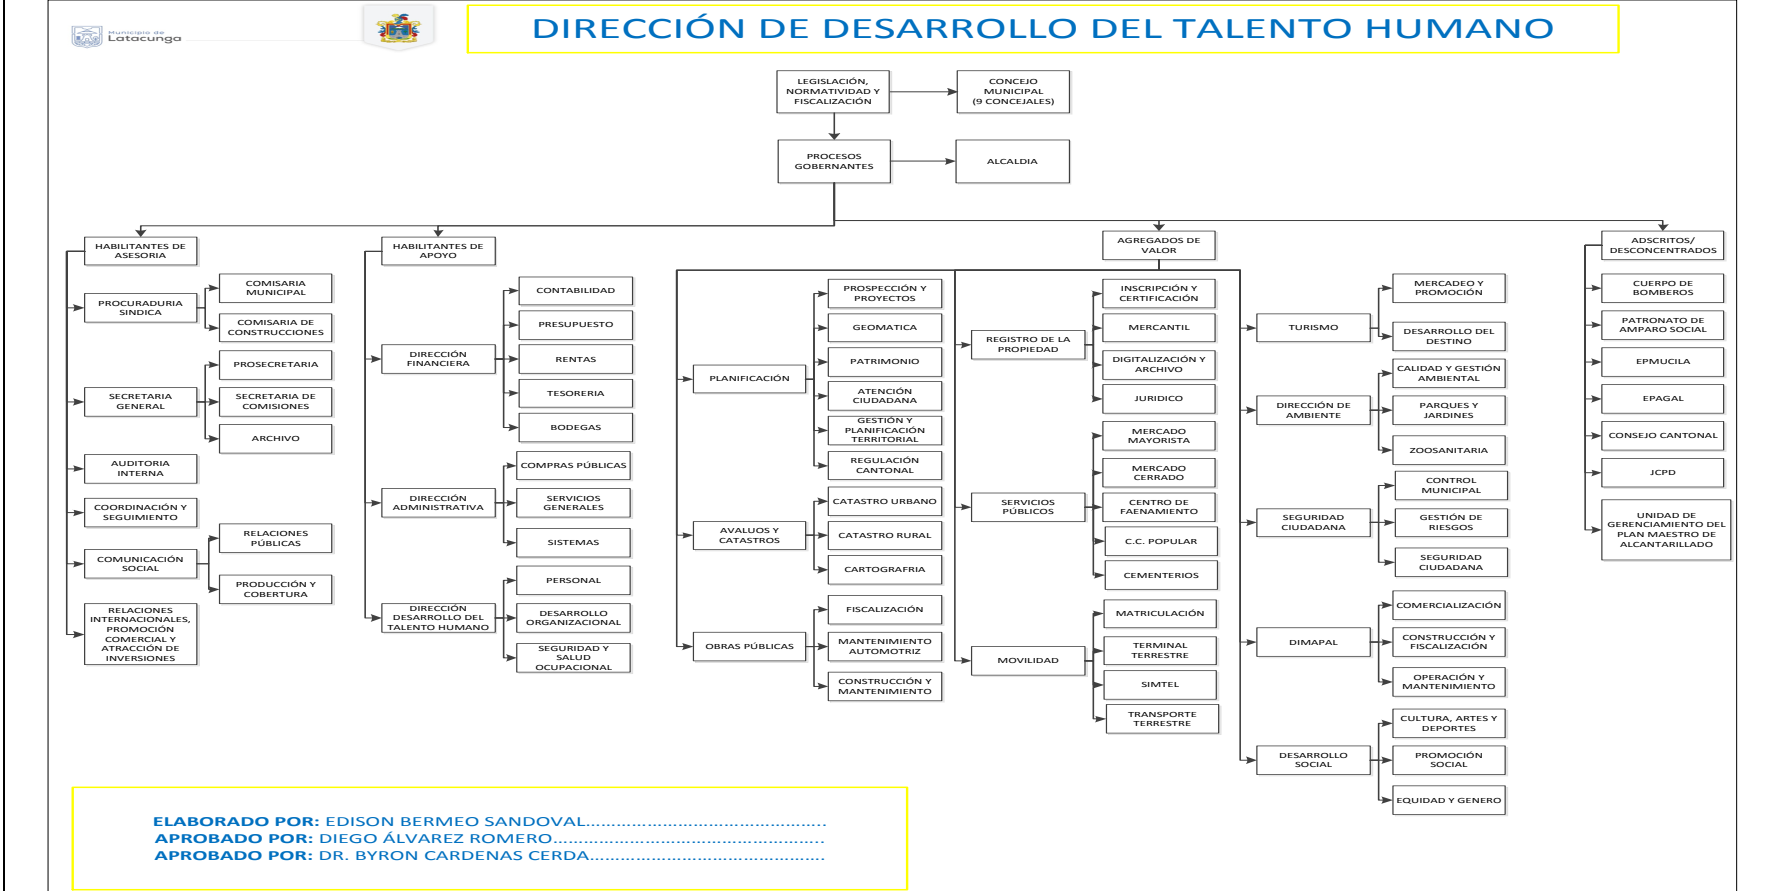 Municipio de
Latacunga
DIRECCIÓN DE DESARROLLO DEL TALENTO HUMANO
LEGISLACIÓN,
NORMATIVIDAD Y
FISCALIZACIÓN
CONCEJO
MUNICIPAL
(9 CONCEJALES)
PROCESOS
GOBERNANTES
ALCALDIA
HABILITANTES DE
ASESORIA
PROCURADURIA
SINDICA
COMISARIA
MUNICIPAL
COMISARIA DE
CONSTRUCCIONES
SECRETARIA
GENERAL
PROSECRETARIA
SECRETARIA DE
COMISIONES
ARCHIVO
AUDITORIA
INTERNA
COORDINACIÓN Y
SEGUIMIENTO
COMUNICACIÓN
SOCIAL
RELACIONES
PÚBLICAS
PRODUCCIÓN Y
COBERTURA
RELACIONES
INTERNACIONALES,
PROMOCIÓN
COMERCIAL Y
ATRACCIÓN DE
INVERSIONES
HABILITANTES DE
APOYO
DIRECCIÓN
FINANCIERA
CONTABILIDAD
PRESUPUESTO
RENTAS
TESORERIA
BODEGAS
DIRECCIÓN
ADMINISTRATIVA
COMPRAS PÚBLICAS
SERVICIOS
GENERALES
SISTEMAS
DIRECCIÓN
DESARROLLO DEL
TALENTO HUMANO
PERSONAL
DESARROLLO
ORGANIZACIONAL
SEGURIDAD Y
SALUD
OCUPACIONAL
AGREGADOS DE
VALOR
PLANIFICACIÓN
PROSPECCIÓN Y
PROYECTOS
GEOMATICA
PATRIMONIO
ATENCIÓN
CIUDADANA
GESTIÓN Y
PLANIFICACIÓN
TERRITORIAL
REGULACIÓN
CANTONAL
AVALUOS Y
CATASTROS
CATASTRO URBANO
CATASTRO RURAL
CARTOGRAFRIA
OBRAS PÚBLICAS
FISCALIZACIÓN
MANTENIMIENTO
AUTOMOTRIZ
CONSTRUCCIÓN Y
MANTENIMIENTO
REGISTRO DE LA
PROPIEDAD
INSCRIPCIÓN Y
CERTIFICACIÓN
MERCANTIL
DIGITALIZACIÓN Y
ARCHIVO
JURIDICO
SERVICIOS
PÚBLICOS
MERCADO
MAYORISTA
MERCADO
CERRADO
CENTRO DE
FAENAMIENTO
C.C. POPULAR
CEMENTERIOS
MOVILIDAD
MATRICULACIÓN
TERMINAL
TERRESTRE
SIMTEL
TRANSPORTE
TERRESTRE
TURISMO
MERCADEO Y
PROMOCIÓN
DESARROLLO DEL
DESTINO
DIRECCIÓN DE
AMBIENTE
CALIDAD Y GESTIÓN
AMBIENTAL
PARQUES Y
JARDINES
ZOOSANITARIA
SEGURIDAD
CIUDADANA
CONTROL
MUNICIPAL
GESTIÓN DE
RIESGOS
SEGURIDAD
CIUDADANA
DIMAPAL
COMERCIALIZACIÓN
CONSTRUCCIÓN Y
FISCALIZACIÓN
OPERACIÓN Y
MANTENIMIENTO
DESARROLLO
SOCIAL
CULTURA, ARTES Y
DEPORTES
PROMOCIÓN
SOCIAL
EQUIDAD Y GENERO
ADSCRITOS/
DESCONCENTRADOS
CUERPO DE
BOMBEROS
PATRONATO DE
AMPARO SOCIAL
EPMUCILA
EPAGAL
CONSEJO CANTONAL
JCPD
UNIDAD DE
GERENCIAMIENTO DEL
PLAN MAESTRO DE
ALCANTARILLADO
ELABORADO POR: EDISON BERMEO SANDOVAL..............................................
APROBADO POR: DIEGO ÁLVAREZ ROMERO....................................................
APROBADO POR: DR. BYRON CARDENAS CERDA.............................................